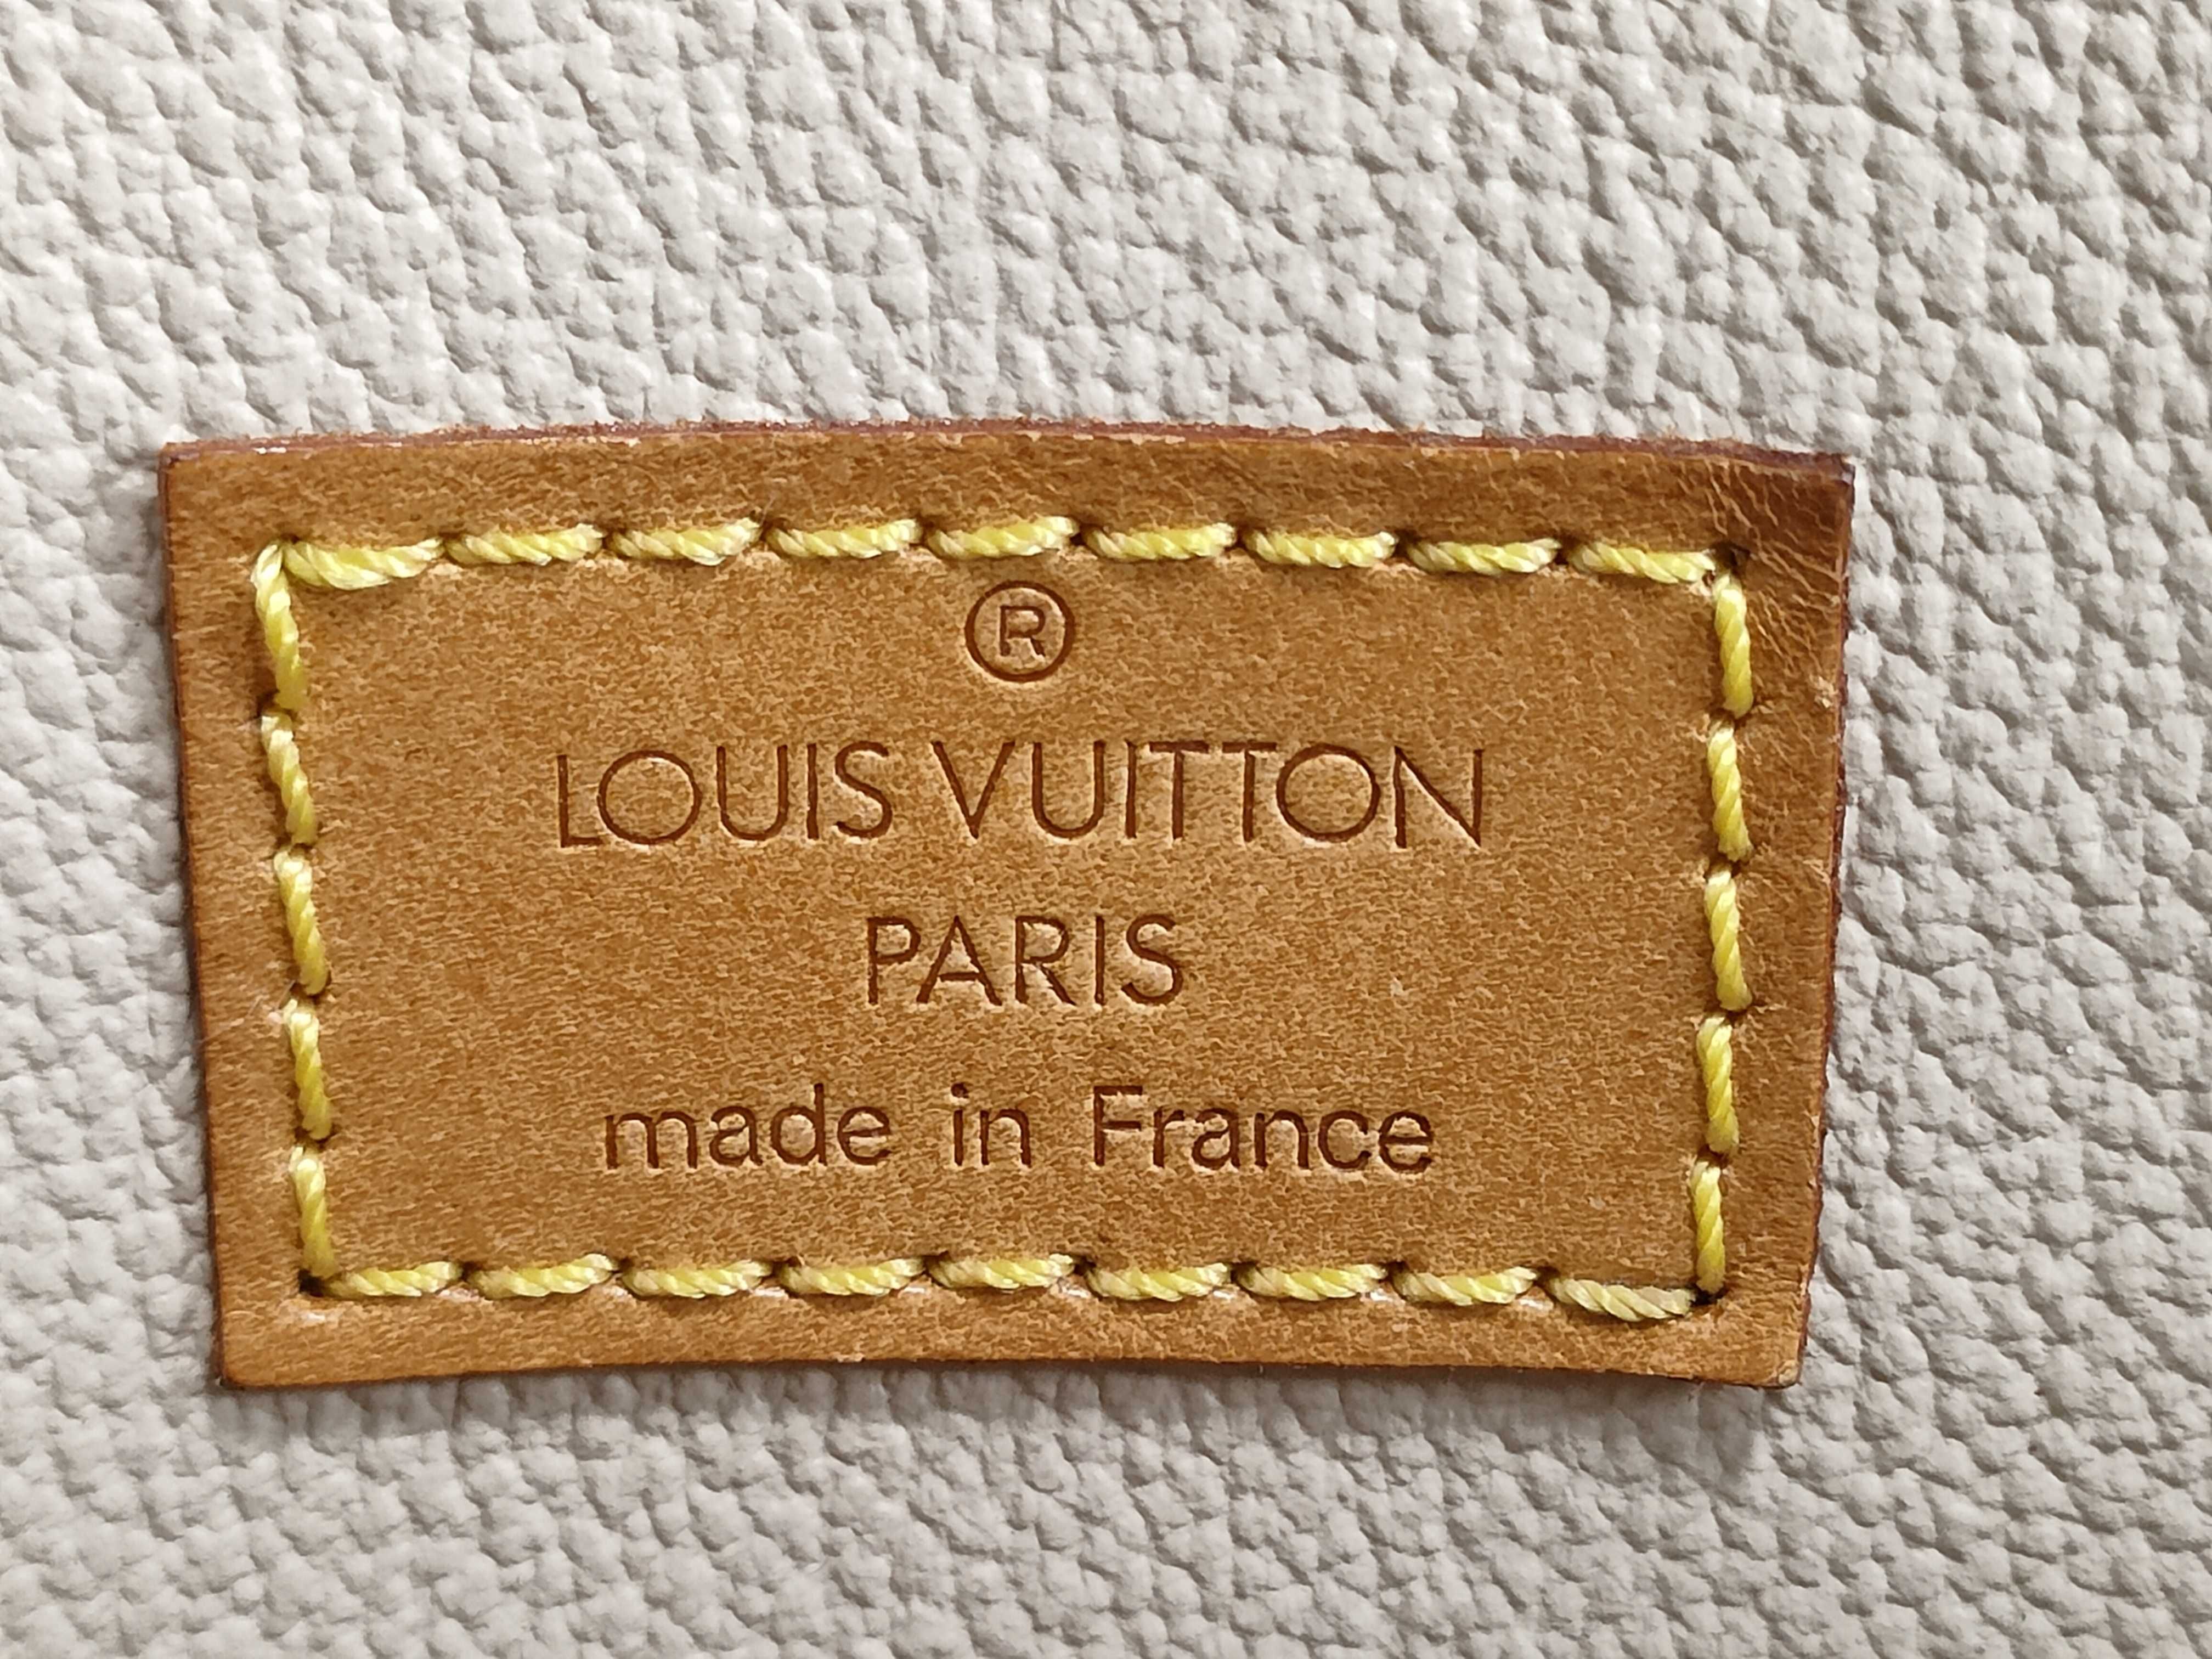 ®
LOUIS VUITTON
PARIS
made in France